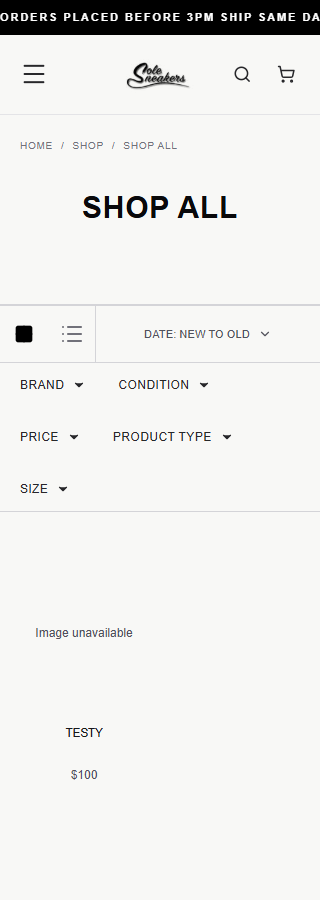 ORDERS PLACED BEFORE 3PM SHIP SAME DA
Sole
Sneakers
HOME / SHOP / SHOP ALL
SHOP ALL
DATE: NEW TO OLD
BRAND CONDITION
PRICE PRODUCT TYPE
SIZE
Image unavailable
TESTY
$100